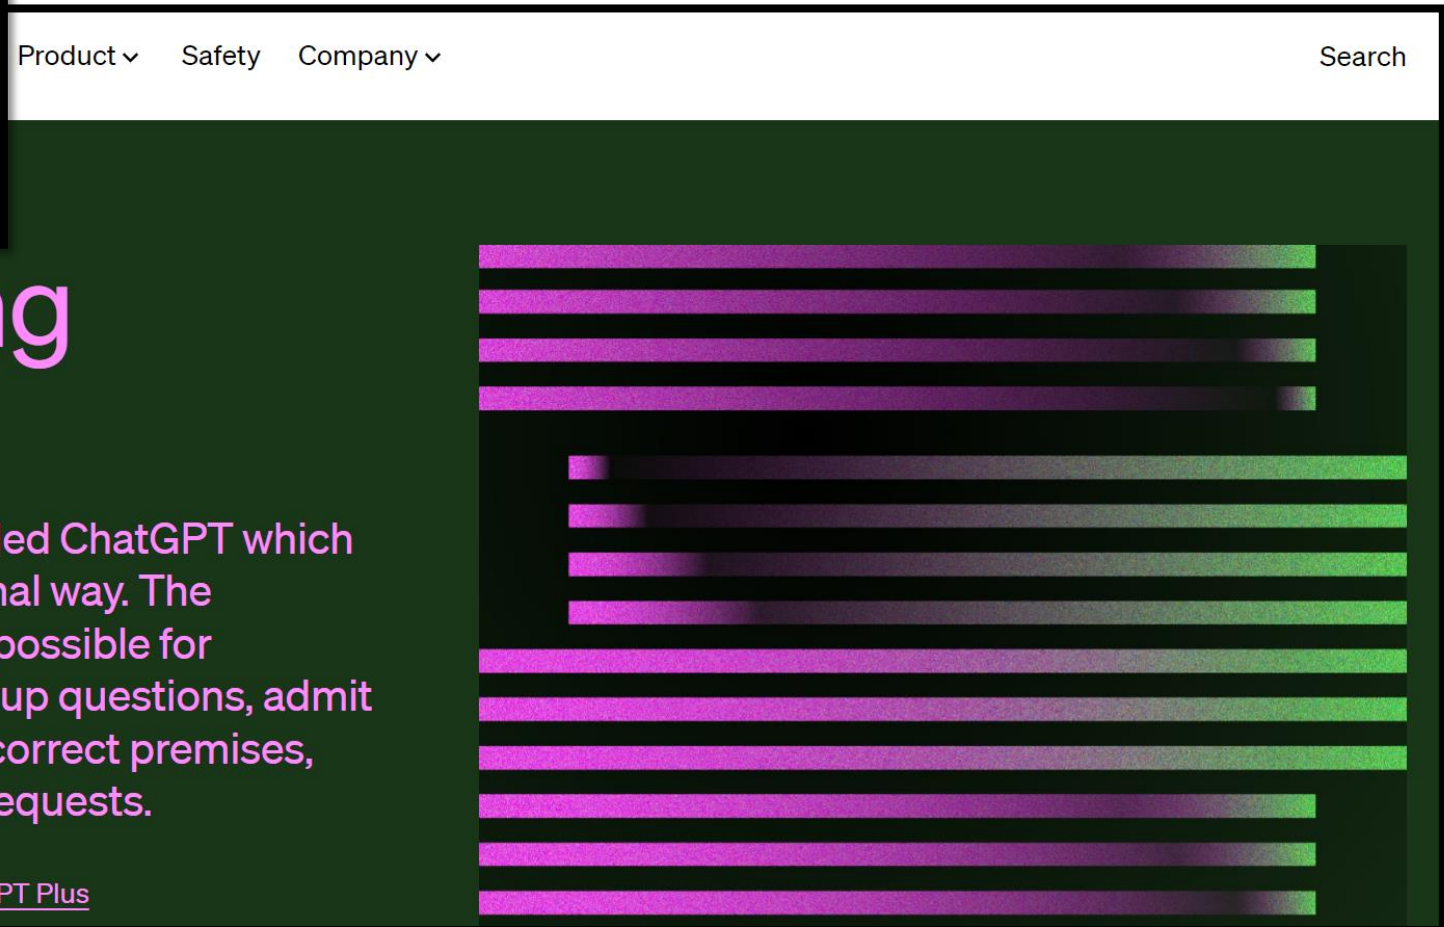 Product Safety Company Search
ng
led ChatGPT which
nal way. The
possible for
up questions, admit
correct premises,
equests.
PT Plus